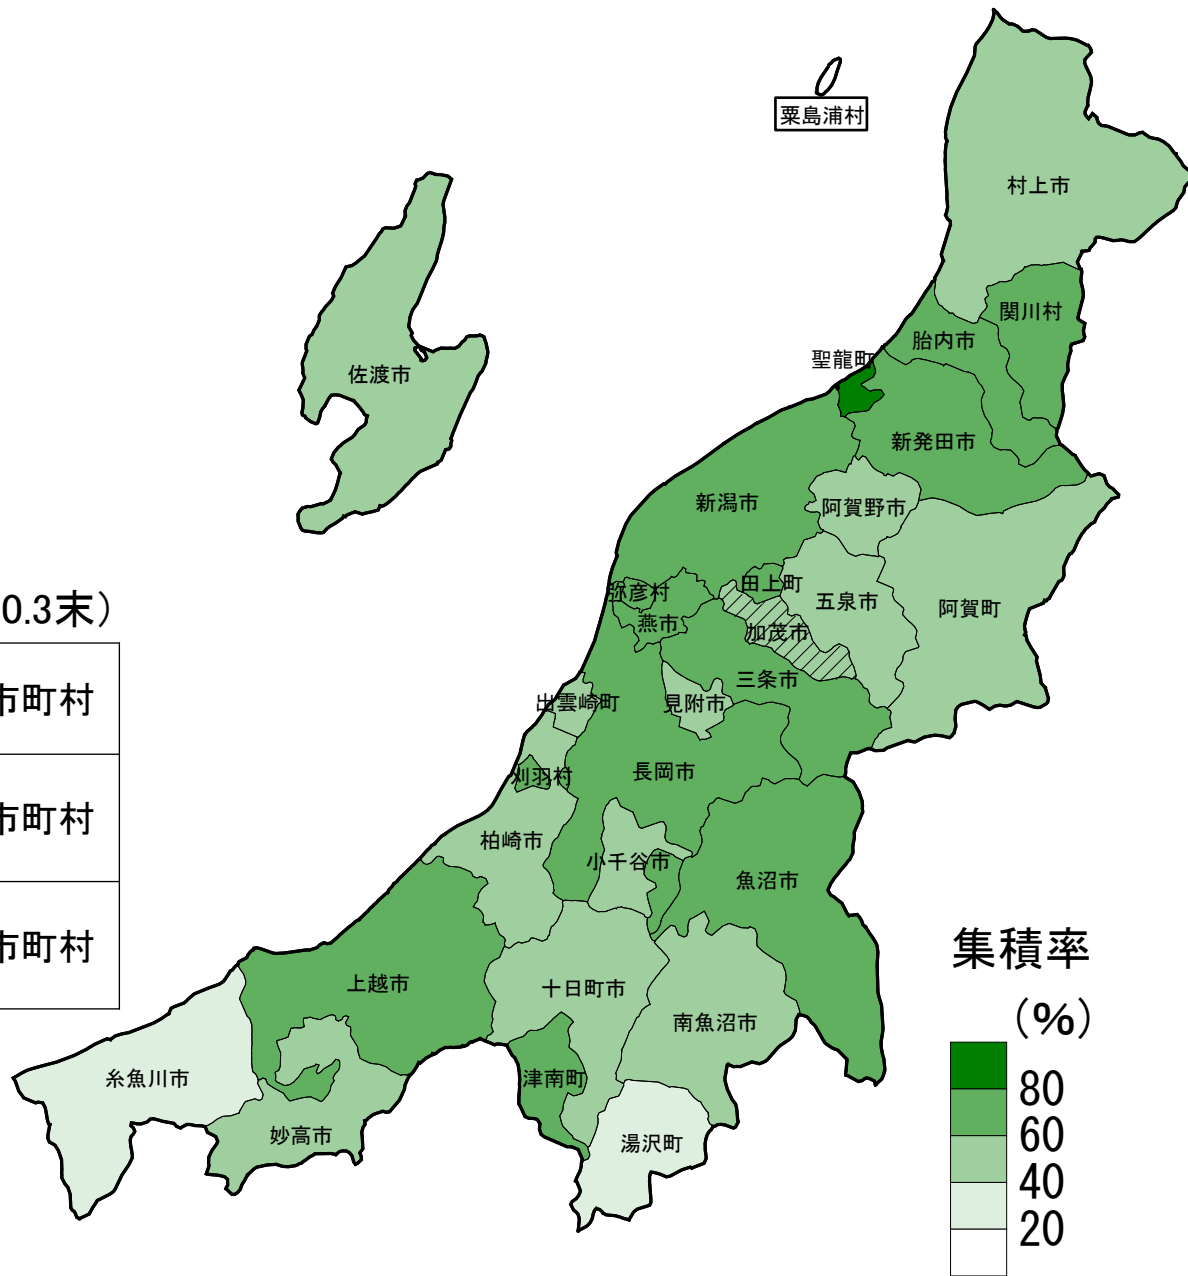 粟島浦村
村上市
関川村
胎内市
聖龍町
佐渡市
新発田市
新潟市
阿賀野市
田上町
弥彦村
五泉市
阿賀町
0.3末）
燕市
加茂市
三条市
市町村
出雲崎町
見附市
長岡市
刈羽村
市町村
柏崎市
小千谷市
魚沼市
市町村
集積率
（%）
上越市
十日町市
南魚沼市
糸魚川市
津南町
妙高市
湯沢町
80
60
40
20